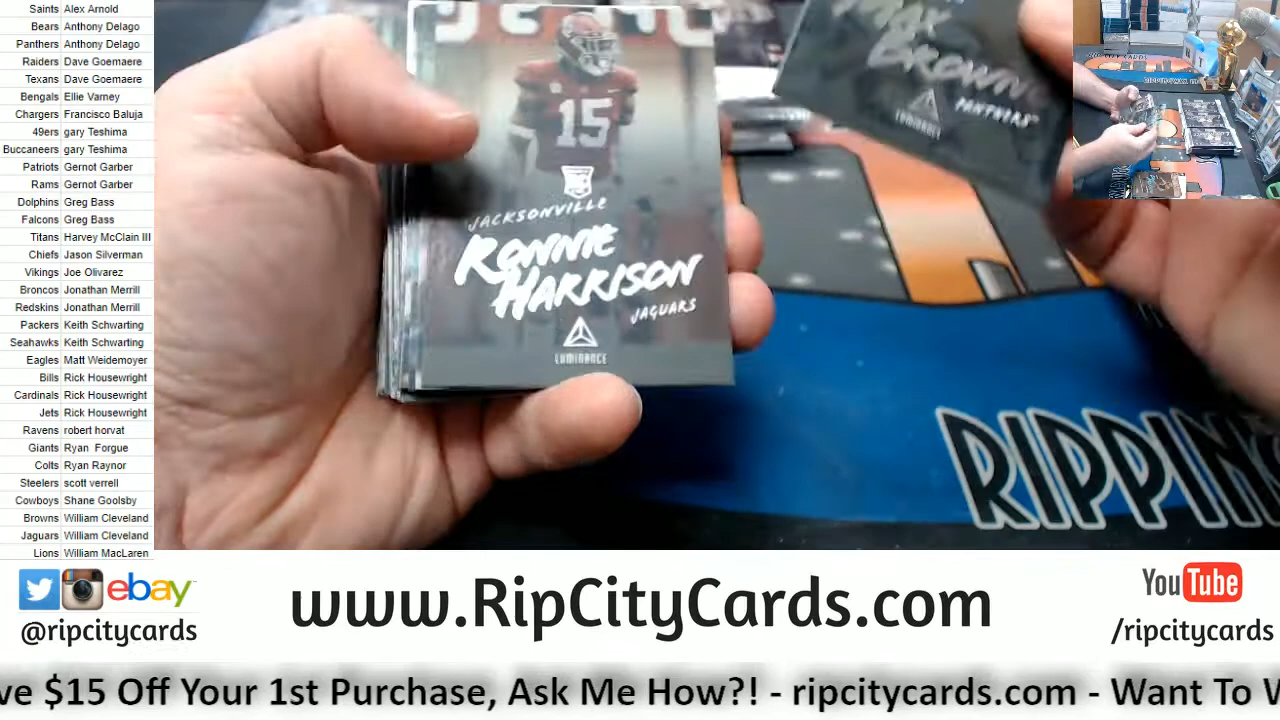 Saints Alex Arnold
Bears Anthony Delago
Panthers Anthony Delago
Raiders Dave Goemaere
Texans Dave Goemaere
Bengals Ellie Varney
Chargers Francisco Baluja
49ers gary Teshima
Buccaneers gary Teshima
Patriots Gernot Garber
Rams Gernot Garber
Dolphins Greg Bass
Falcons Greg Bass
Titans Harvey McClain III
Chiefs Jason Silverman
Vikings Joe Olivarez
Broncos Jonathan Merrill
Redskins Jonathan Merrill
Packers Keith Schwarting
Seahawks Keith Schwarting
Eagles Matt Weidemoyer
Bills Rick Housewright
Cardinals Rick Housewright
Jets Rick Housewright
Ravens robert horvat
Giants Ryan Forgue
Colts Ryan Raynor
Steelers scott verrell
Cowboys Shane Goolsby
Browns William Cleveland
Jaguars William Cleveland
Lions William MacLaren
15
JACKSONVILLE
RONNIE
HARRISON
JAGUARS
LUMINANCE
BROWNE
PANTHERS
LUMINANCE
RIPPIN
ebay
@ripcitycards
www.RipCityCards.com
YouTube
/ripcitycards
ve $15 Off Your 1st Purchase, Ask Me How?! - ripcitycards.com - Want To W